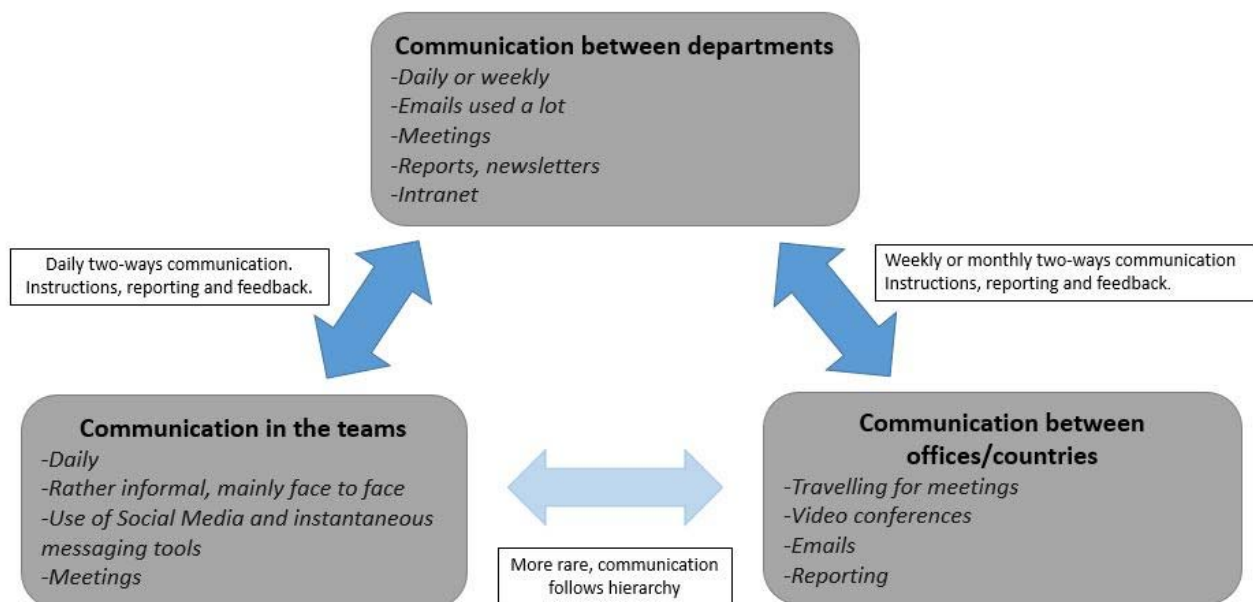 Communication between departments
-Daily or weekly
-Emails used a lot
-Meetings
-Reports, newsletters
-Intranet
Daily two-ways communication.
Instructions, reporting and feedback.
Weekly or monthly two-ways communication
Instructions, reporting and feedback.
Communication in the teams
-Daily
-Rather informal, mainly face to face
-Use of Social Media and instantaneous
messaging tools
-Meetings
More rare, communication
follows hierarchy
Communication between
offices/countries
-Travelling for meetings
-Video conferences
-Emails
-Reporting